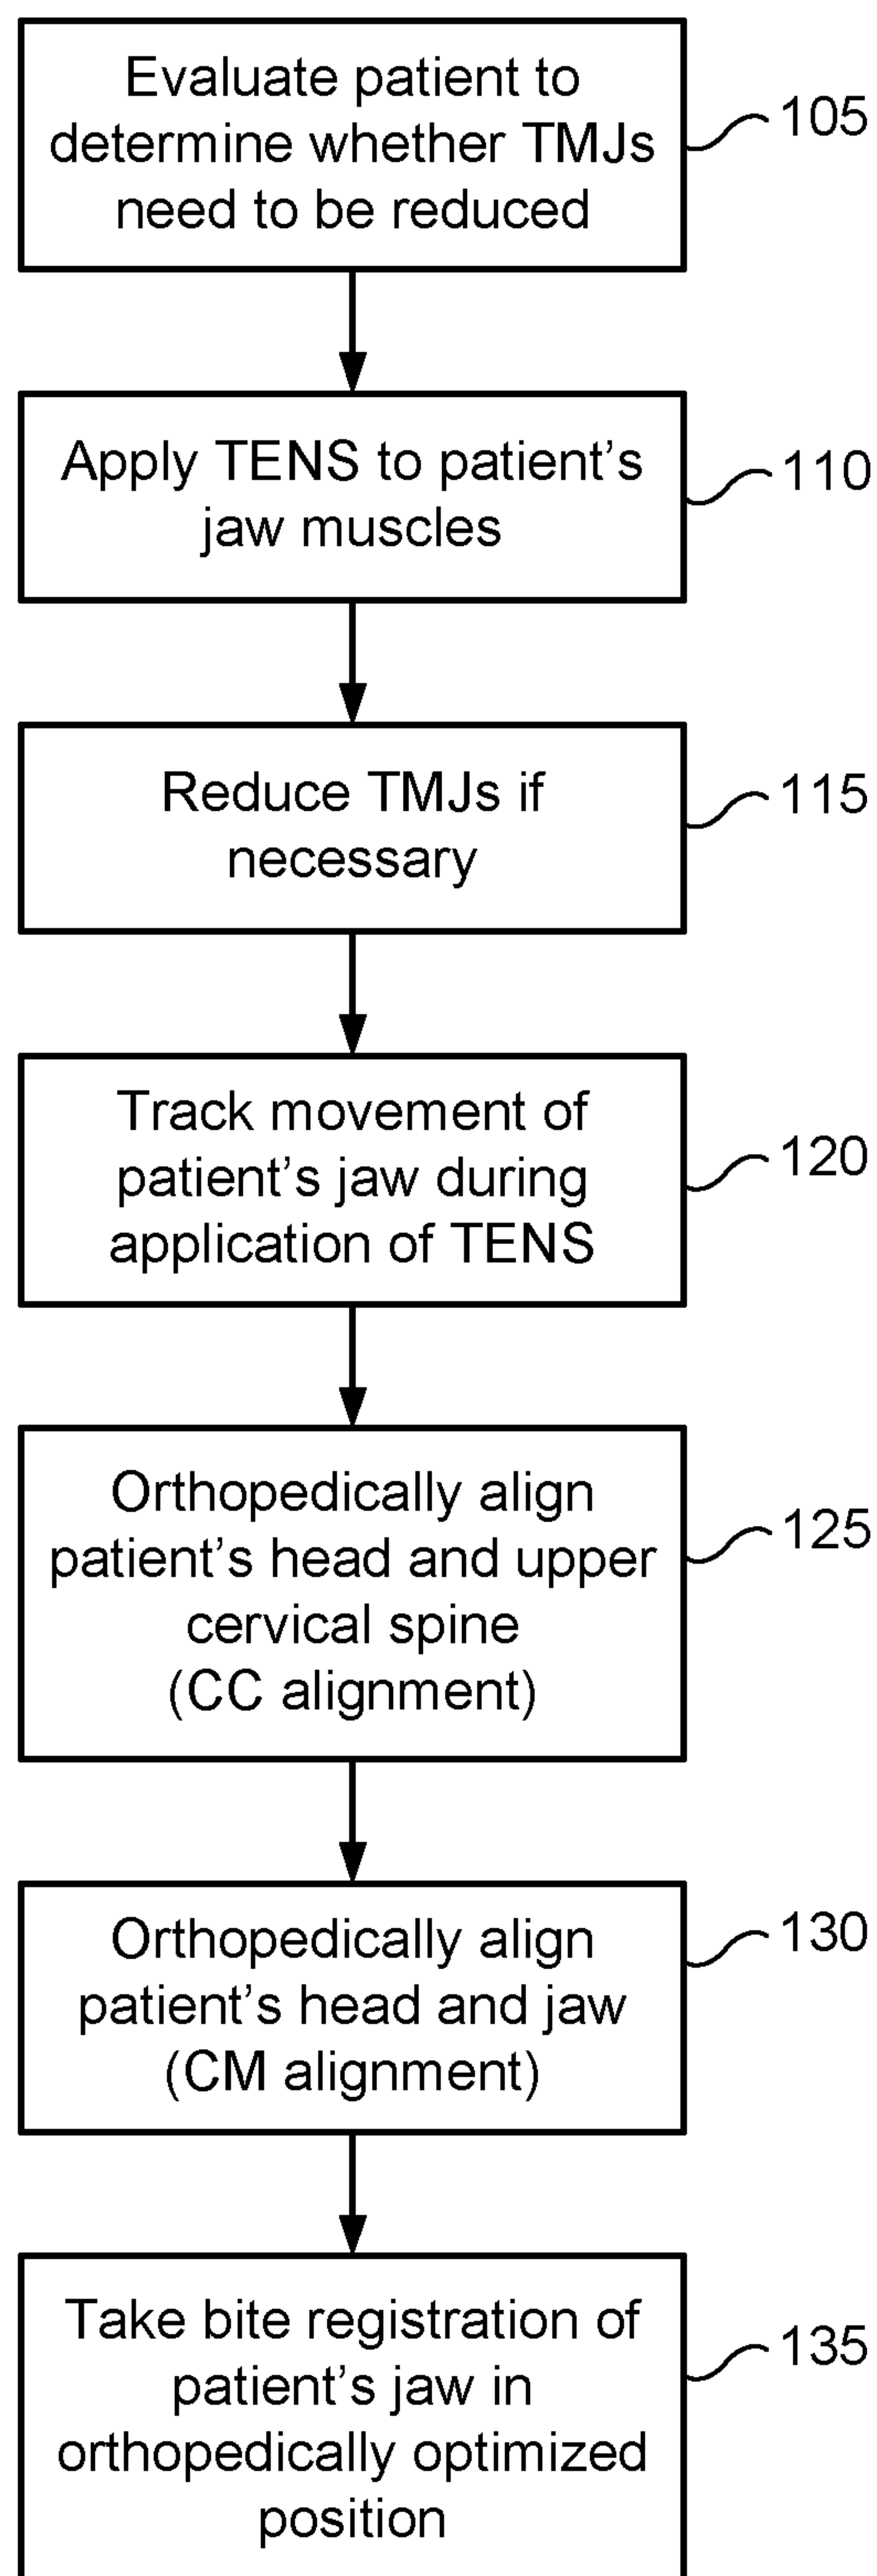 Evaluate patient to
determine whether TMJs
need to be reduced
105
Apply TENS to patient’s
jaw muscles
110
Reduce TMJs if
necessary
115
Track movement of
patient’s jaw during
application of TENS
120
Orthopedically align
patient’s head and upper
cervical spine
(CC alignment)
125
Orthopedically align
patient’s head and jaw
(CM alignment)
130
Take bite registration of
patient’s jaw in
orthopedically optimized
position
135